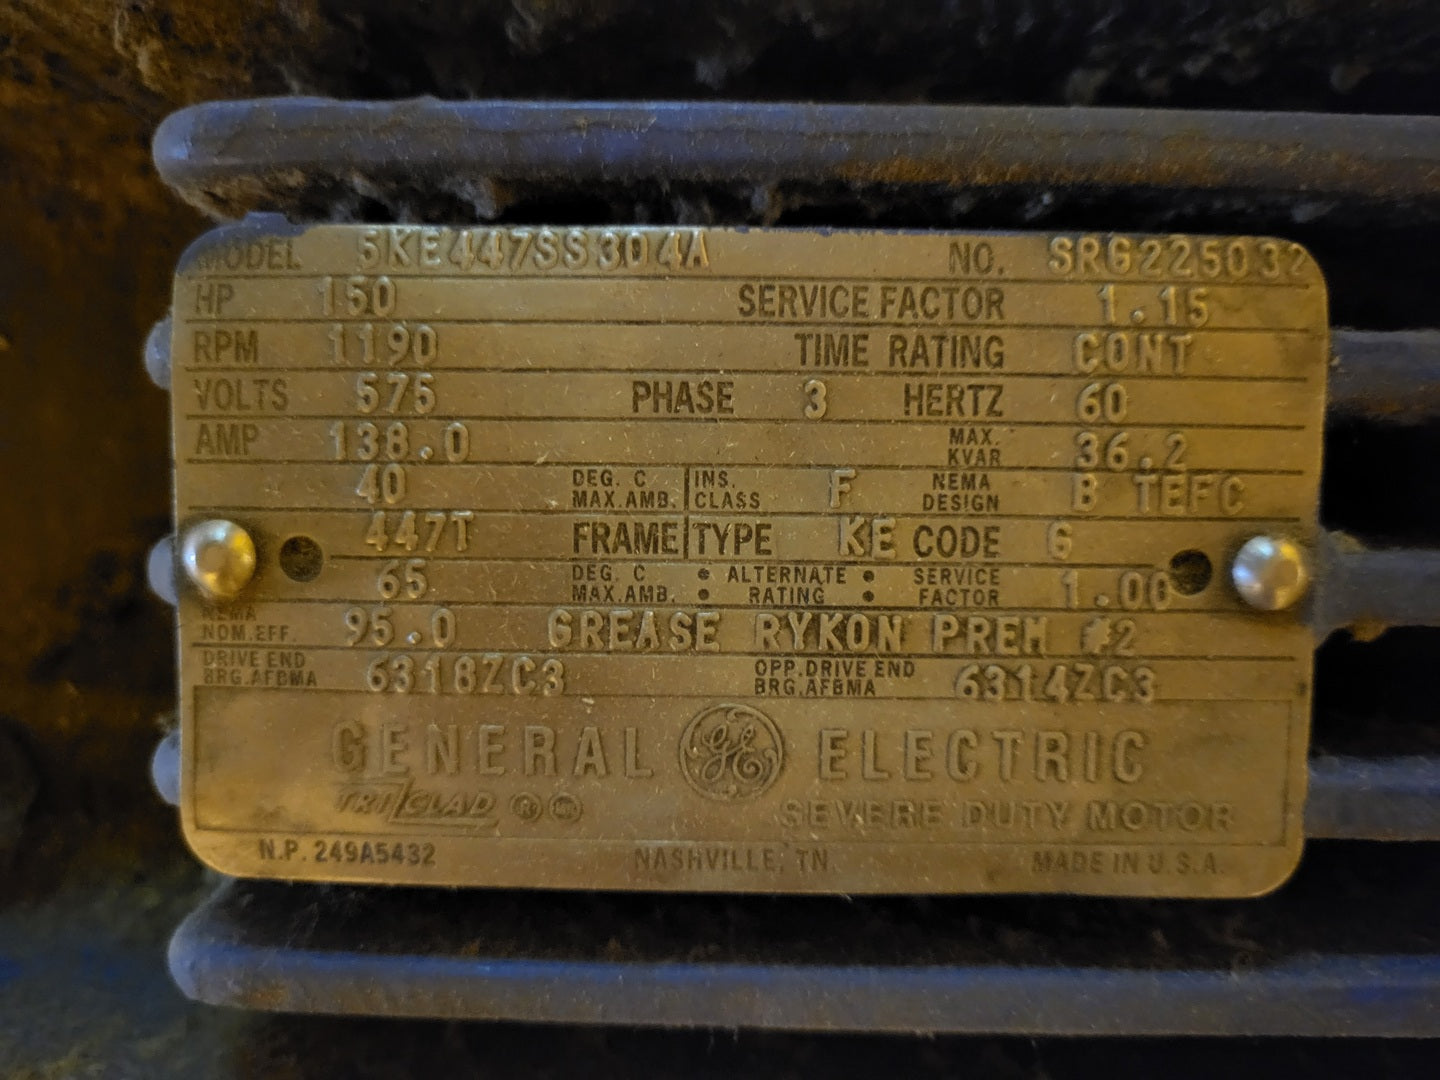 MODEL 5KE447SS304A NO. SRG225032
HP 150 SERVICE FACTOR 1.15
RPM 1190 TIME RATING CONT
VOLTS 575 PHASE 3 HERTZ 60
AMP 138.0 MAX. KVAR 36.2
40 DEG. C MAX. AMB. INS. CLASS F NEMA DESIGN B TEFC
447T FRAME TYPE KE CODE G
65 DEG. C MAX. AMB. • ALTERNATE • RATING • SERVICE FACTOR 1.00
NEMA NOM. EFF. 95.0 GREASE RYKON PREM #2
DRIVE END BRG. AFBMA 6318ZC3 OPP. DRIVE END BRG. AFBMA 6314ZC3
GENERAL GE ELECTRIC
TRI/CLAD ® SEVERE DUTY MOTOR
N.P. 249A5432 NASHVILLE, TN. MADE IN U.S.A.